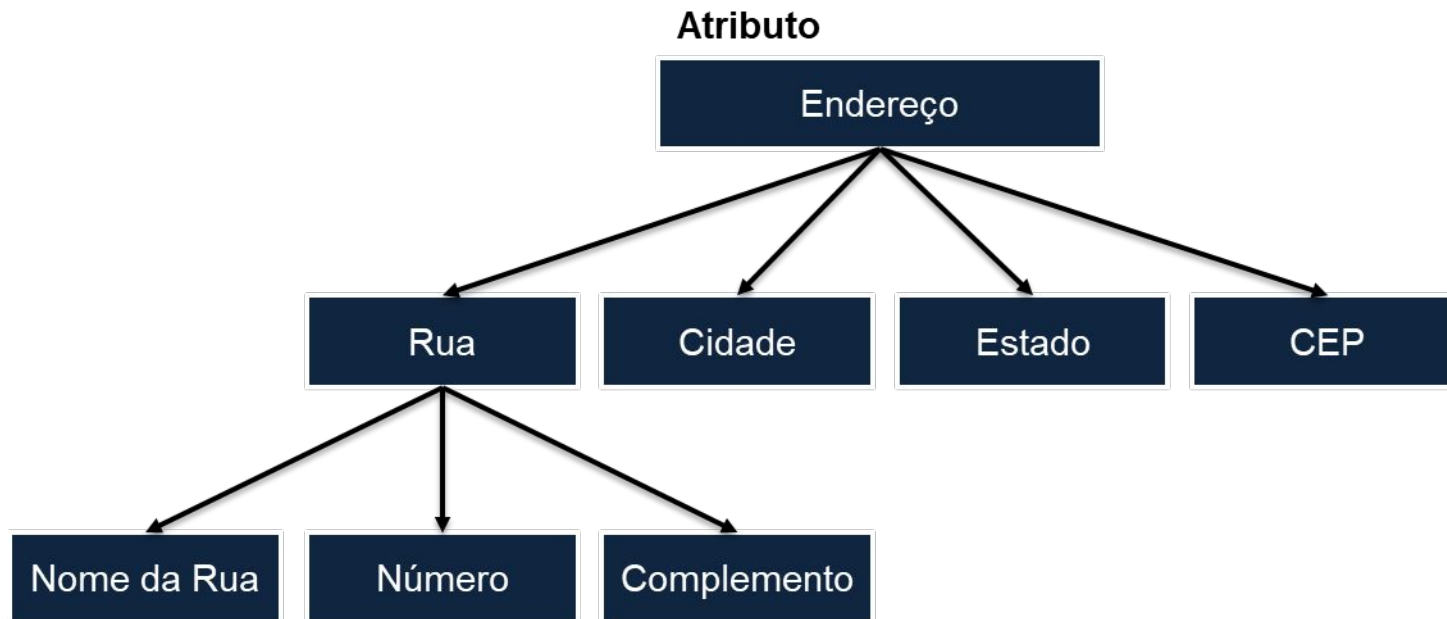 Atributo
Endereço
Rua
Cidade
Estado
CEP
Nome da Rua
Número
Complemento